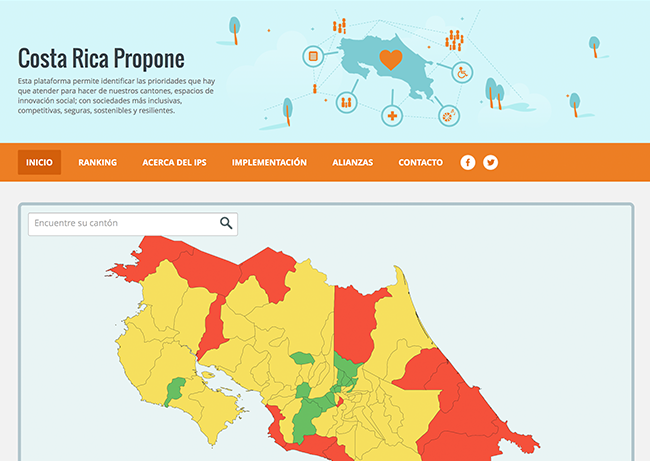 Costa Rica Propone
Esta plataforma permite identificar las prioridades que hay
que atender para hacer de nuestros cantones, espacios de
innovación social; con sociedades más inclusivas,
competitivas, seguras, sostenibles y resilientes.
INICIO RANKING ACERCA DEL IPS IMPLEMENTACIÓN ALIANZAS CONTACTO
Encuentre su cantón